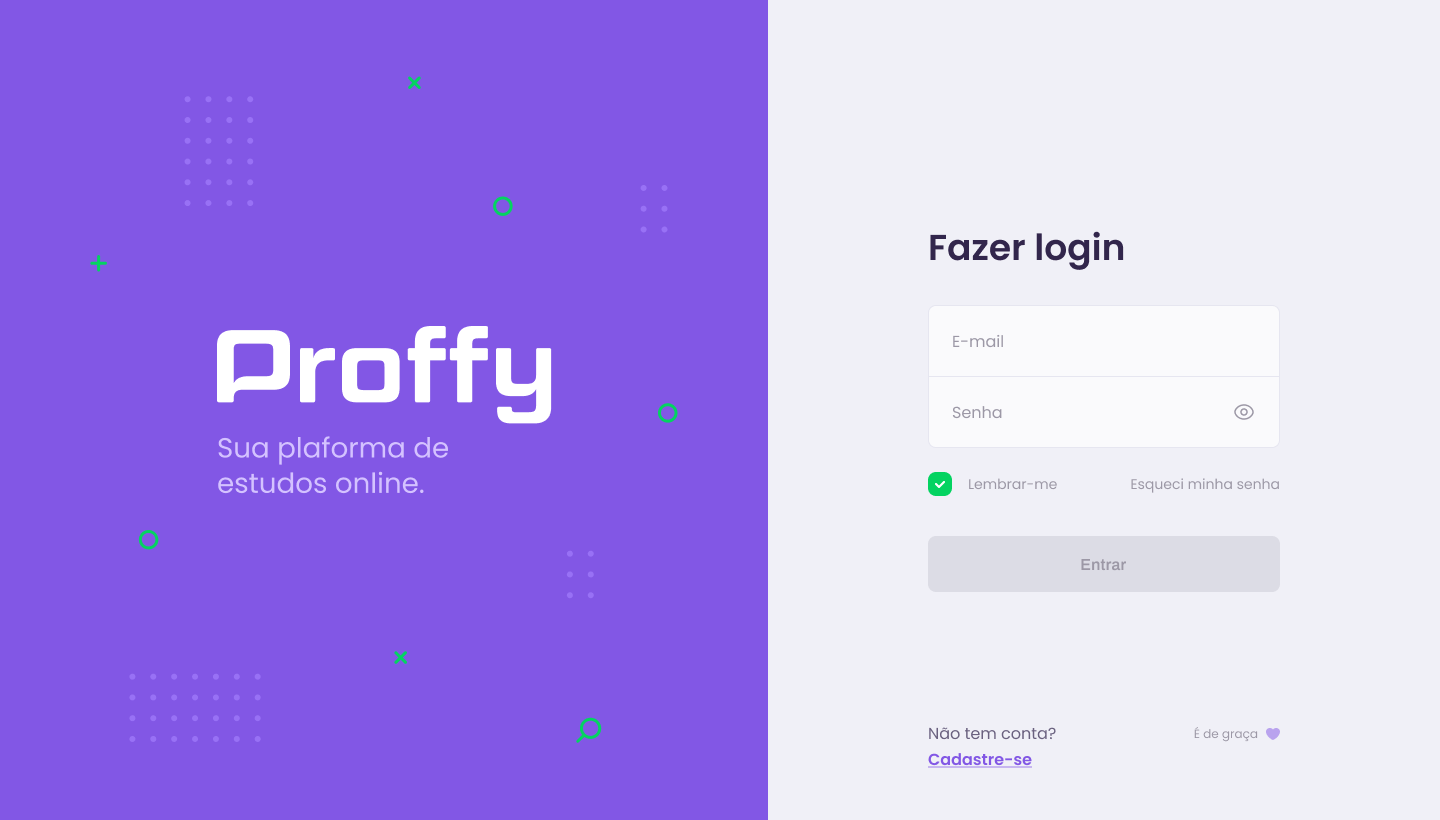 Proffy
Sua plaforma de
estudos online.
Fazer login
E-mail
Senha
Lembrar-me
Esqueci minha senha
Entrar
Não tem conta?
É de graça
Cadastre-se